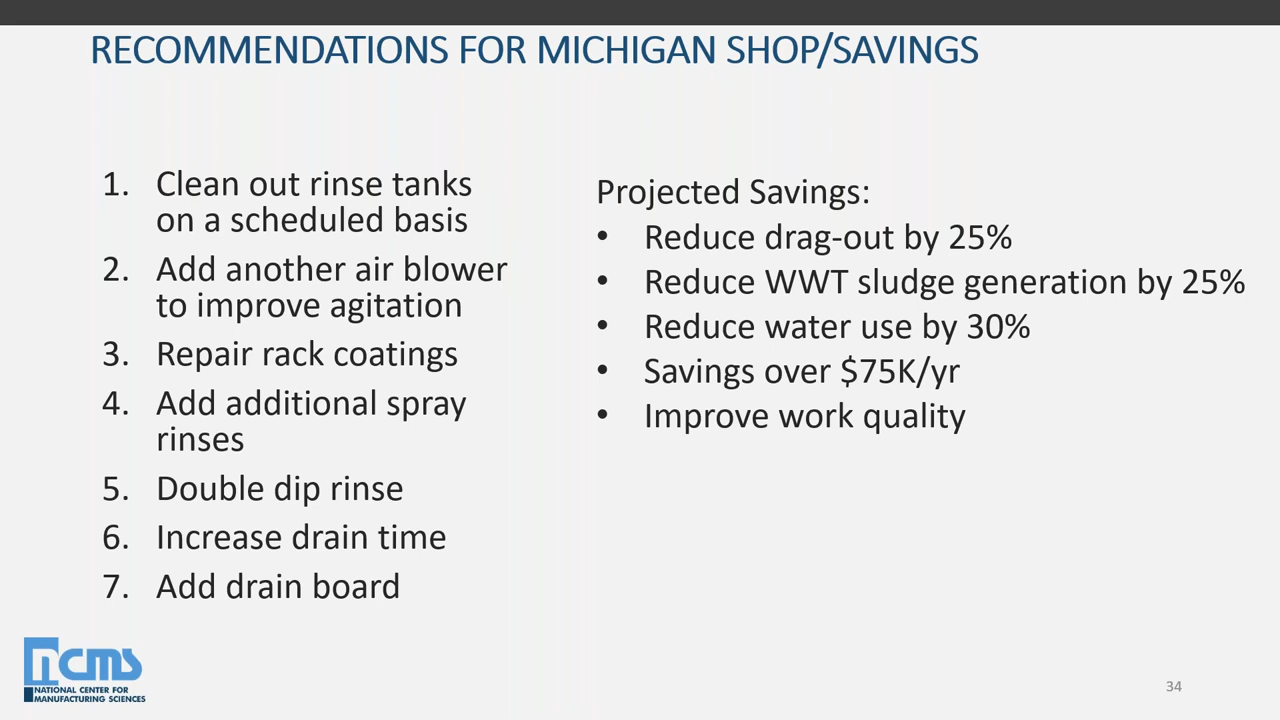 RECOMMENDATIONS FOR MICHIGAN SHOP/SAVINGS
1. Clean out rinse tanks
on a scheduled basis
2. Add another air blower
to improve agitation
3. Repair rack coatings
4. Add additional spray
rinses
5. Double dip rinse
6. Increase drain time
7. Add drain board
Projected Savings:
• Reduce drag-out by 25%
• Reduce WWT sludge generation by 25%
• Reduce water use by 30%
• Savings over $75K/yr
• Improve work quality
ncms
NATIONAL CENTER FOR
MANUFACTURING SCIENCES
34